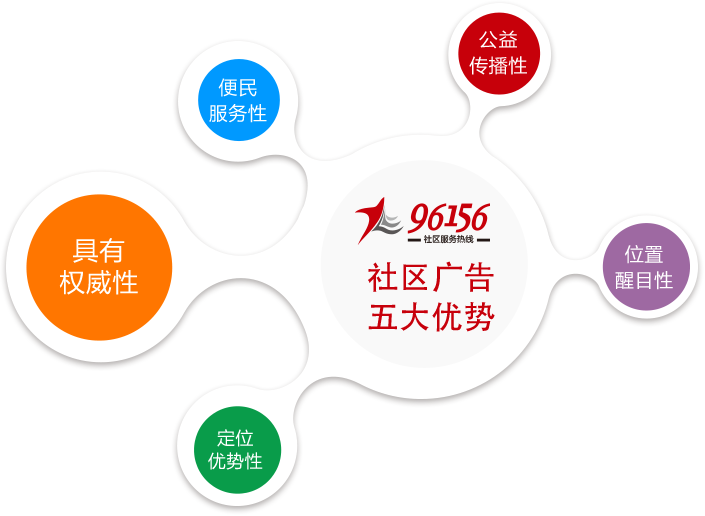 公益
传播性
便民
服务性
具有
权威性
96156
社区服务热线
社区广告
五大优势
位置
醒目性
定位
优势性